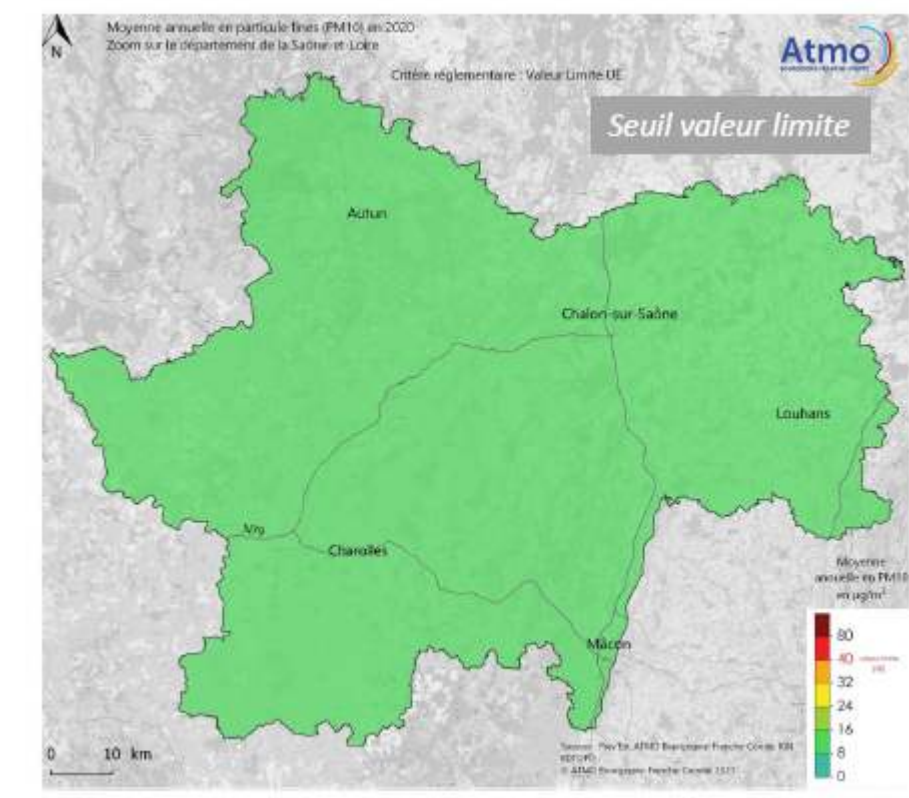 N
Moyenne annuelle en particule fines (PM10) en 2020
Zoom sur le département de la Saône-et-Loire
Critère réglementaire : Valeur Limite UE
Atmo
Seuil valeur limite
Autun
Chalon-sur-Saône
Louhans
Charolles
Mâcon
Moyenne
annuelle en PM10
en µg/m³
80
40
32
24
16
8
0
0 10 km